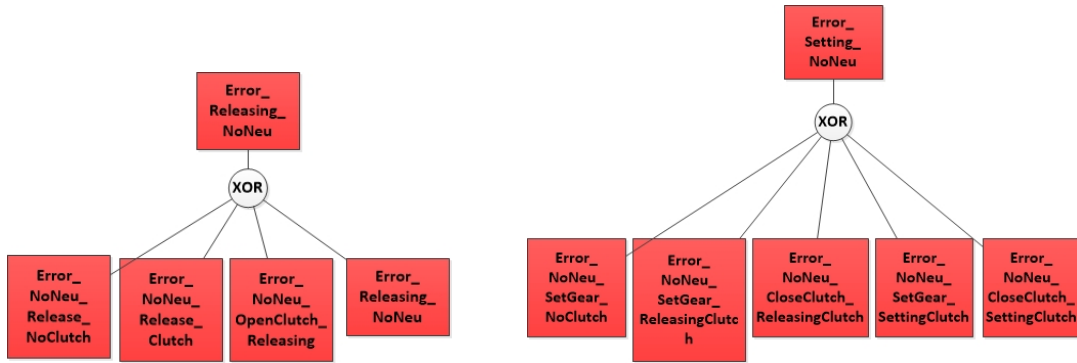 Error_
Releasing_
NoNeu
XOR
Error_
NoNeu_
Release_
NoClutch
Error_
NoNeu_
Release_
Clutch
Error_
NoNeu_
OpenClutch_
Releasing
Error_
Releasing_
NoNeu
Error_
Setting_
NoNeu
XOR
Error_
NoNeu_
SetGear_
NoClutch
Error_
NoNeu_
SetGear_
ReleasingClutc
h
Error_
NoNeu_
CloseClutch_
ReleasingClutch
Error_
NoNeu_
SetGear_
SettingClutch
Error_
NoNeu_
CloseClutch_
SettingClutch